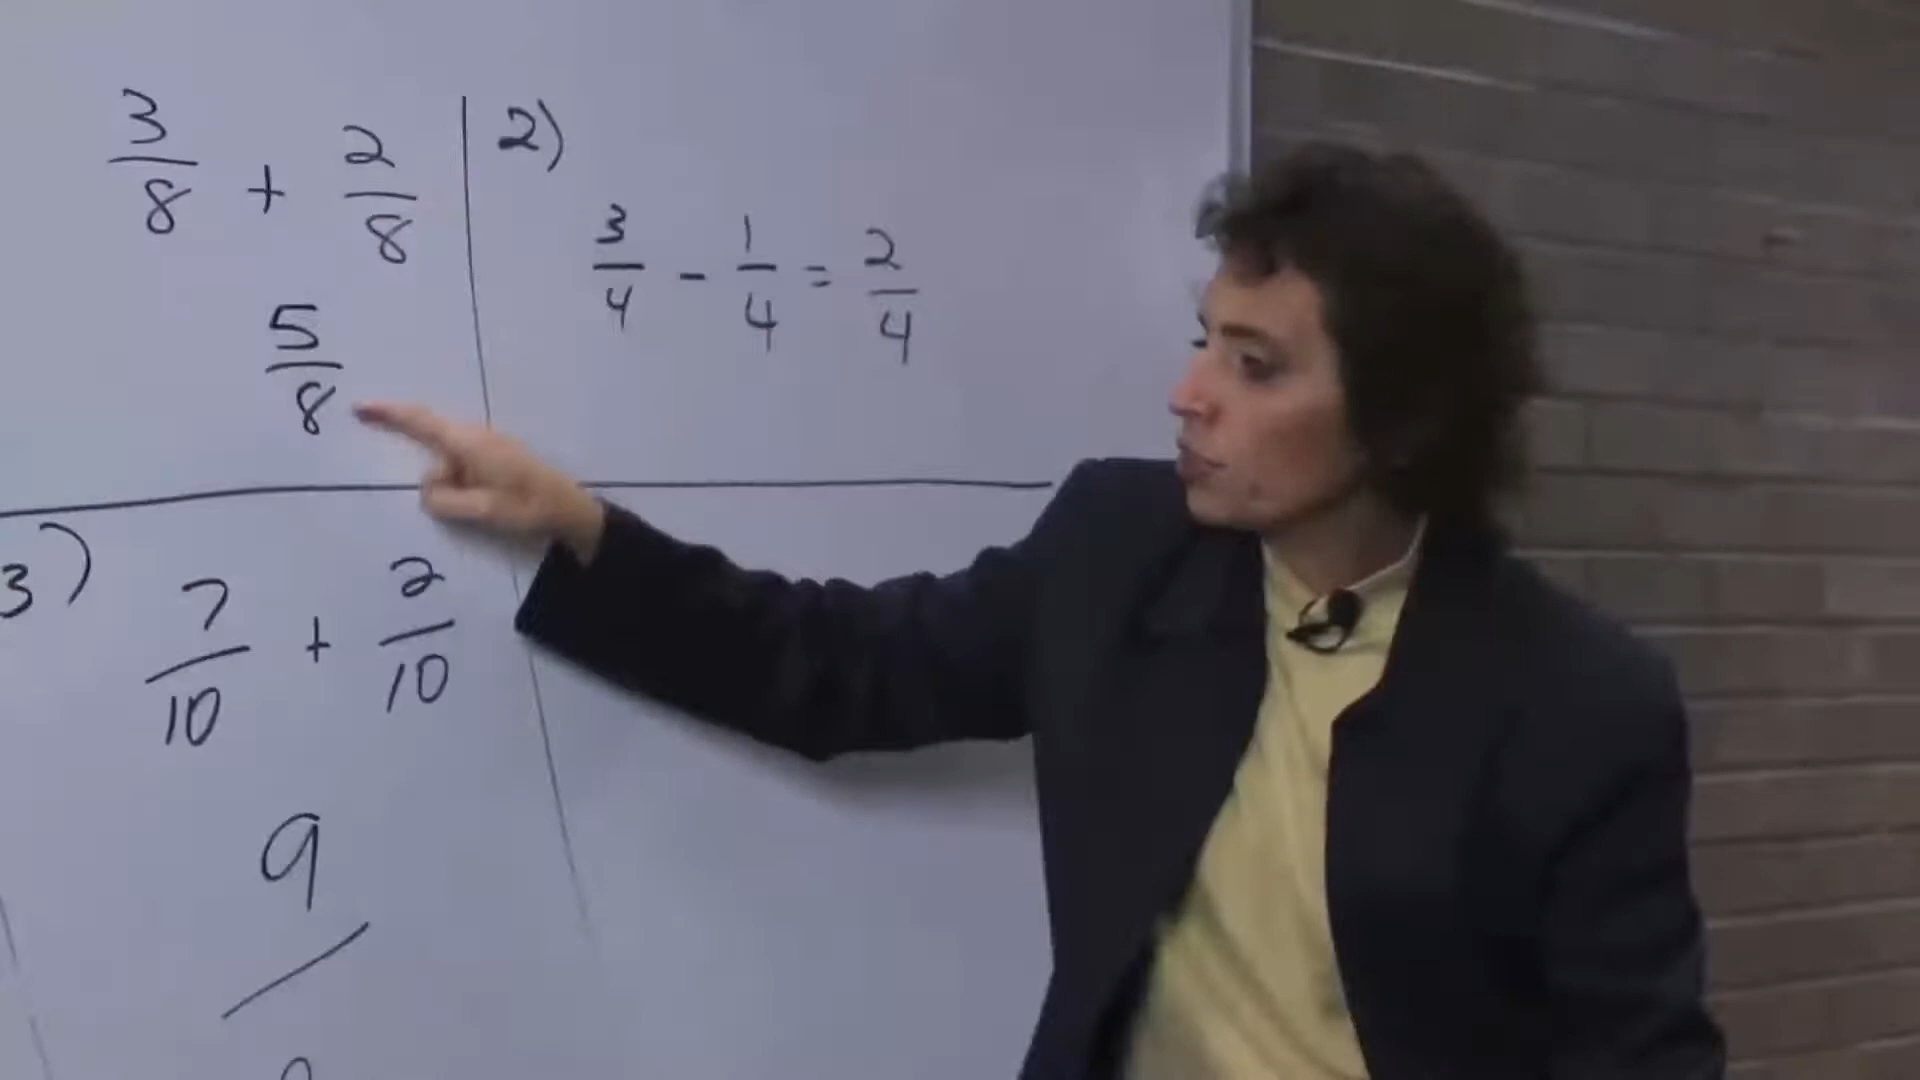 3/8 + 2/8
5/8
2)
3/4 - 1/4 = 2/4
3)
7/10 + 2/10
9/